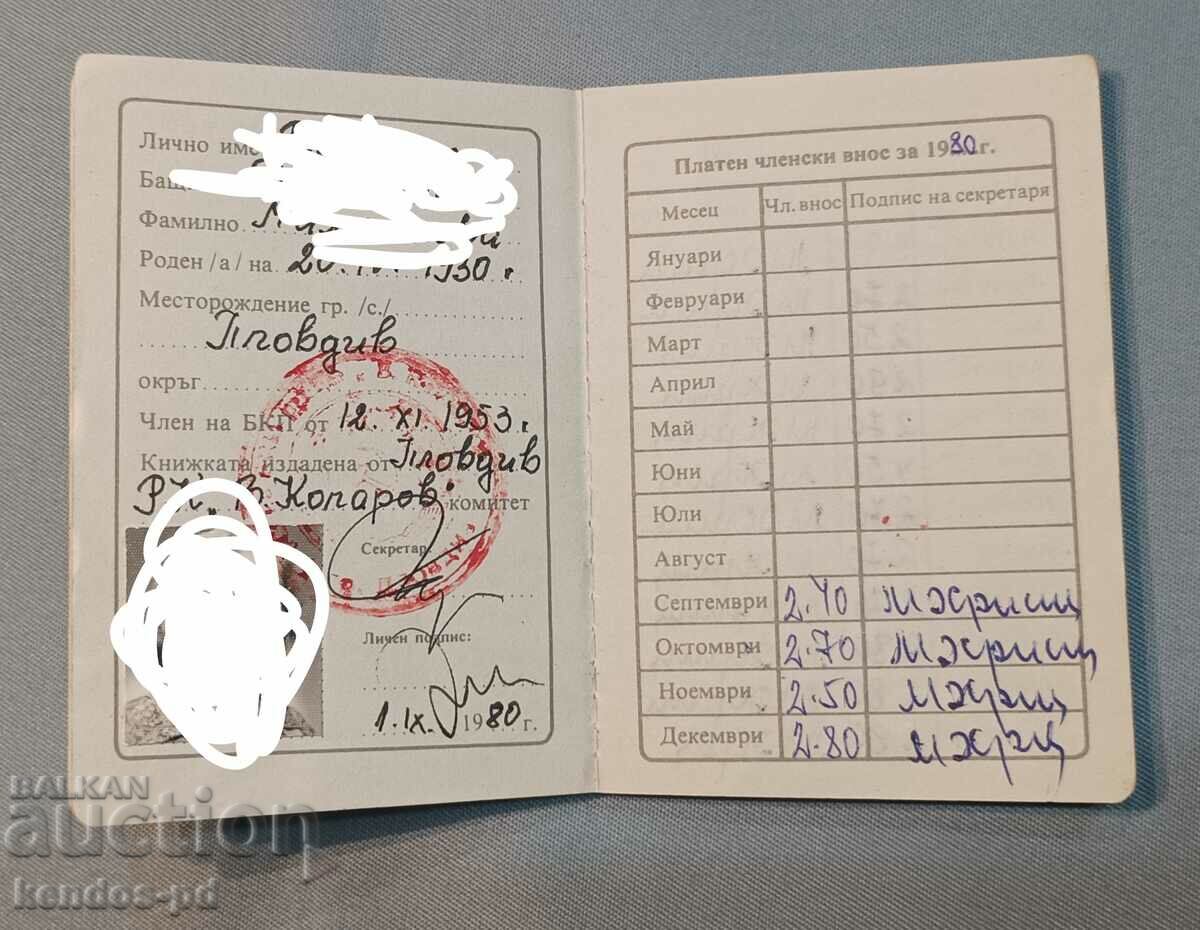 Лично име
Бащ
Фамилно
Роден /а/ на 20. 1930 г.
Месторождение гр. /с./
Пловдив
окръг
Член на БКП от 12. XI 1953 г
Книжката издадена от Пловдив
РК „В. Копаров" комитет
Секретар:
Личен подпис:
1. IX. 1980 г.
Платен членски внос за 1980 г.
Месец Чл. внос Подпис на секретаря
Януари
Февруари
Март
Април
Май
Юни
Юли
Август
Септември 2.70
Октомври 2.70
Ноември 2.50
Декември 2.80
BALKAN
auction
kendos-pd